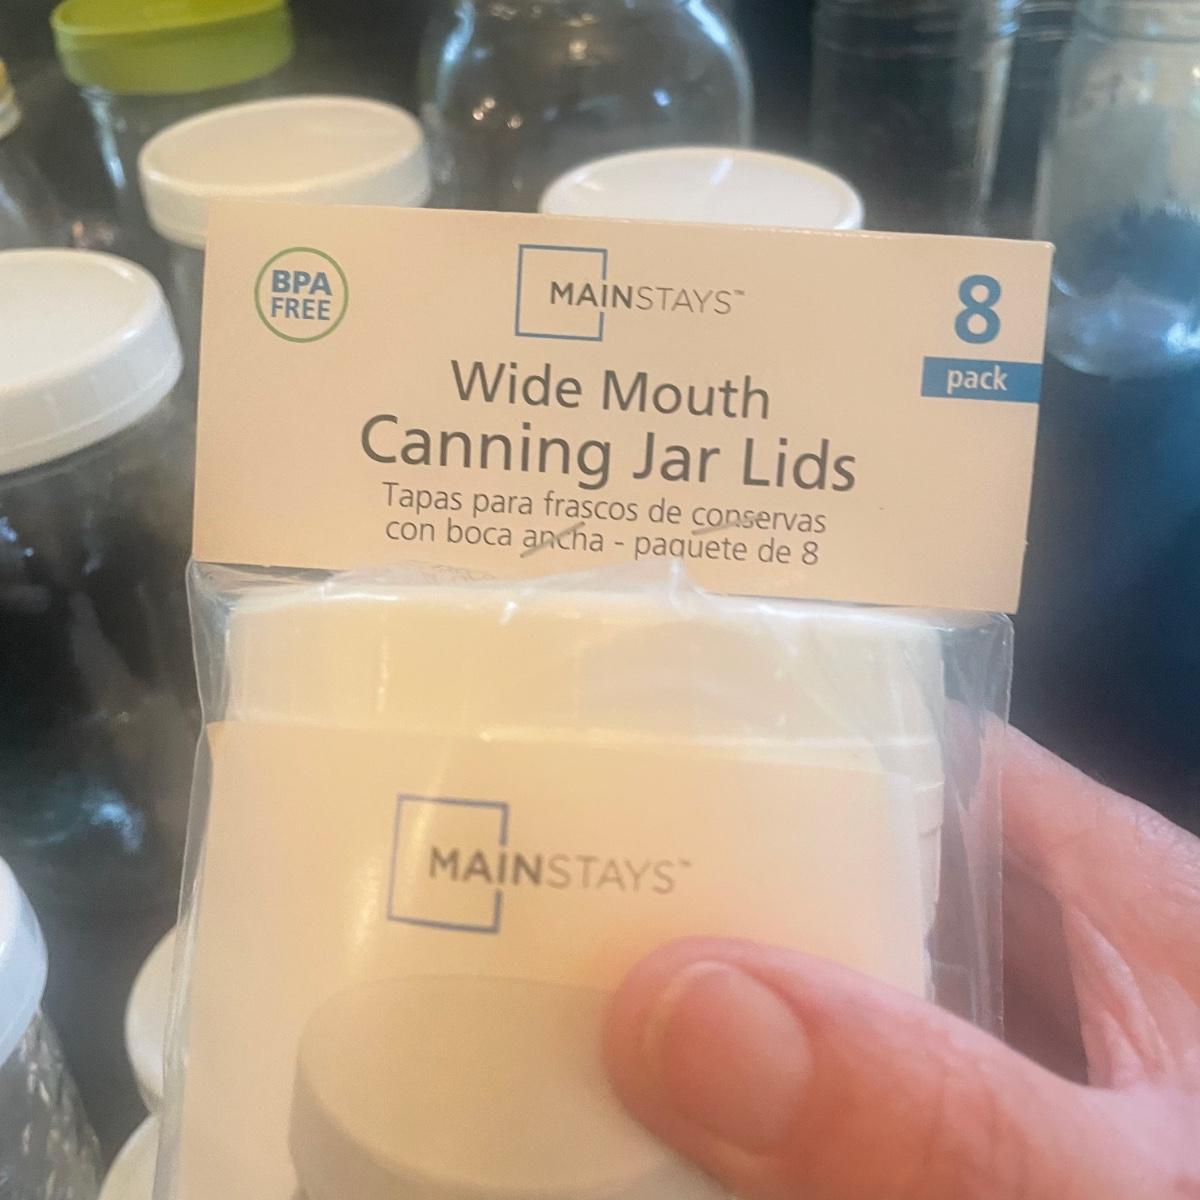 BPA
FREE
MAINSTAYS™
8
pack
Wide Mouth
Canning Jar Lids
Tapas para frascos de conservas
con boca ancha - paquete de 8
MAINSTAYS™